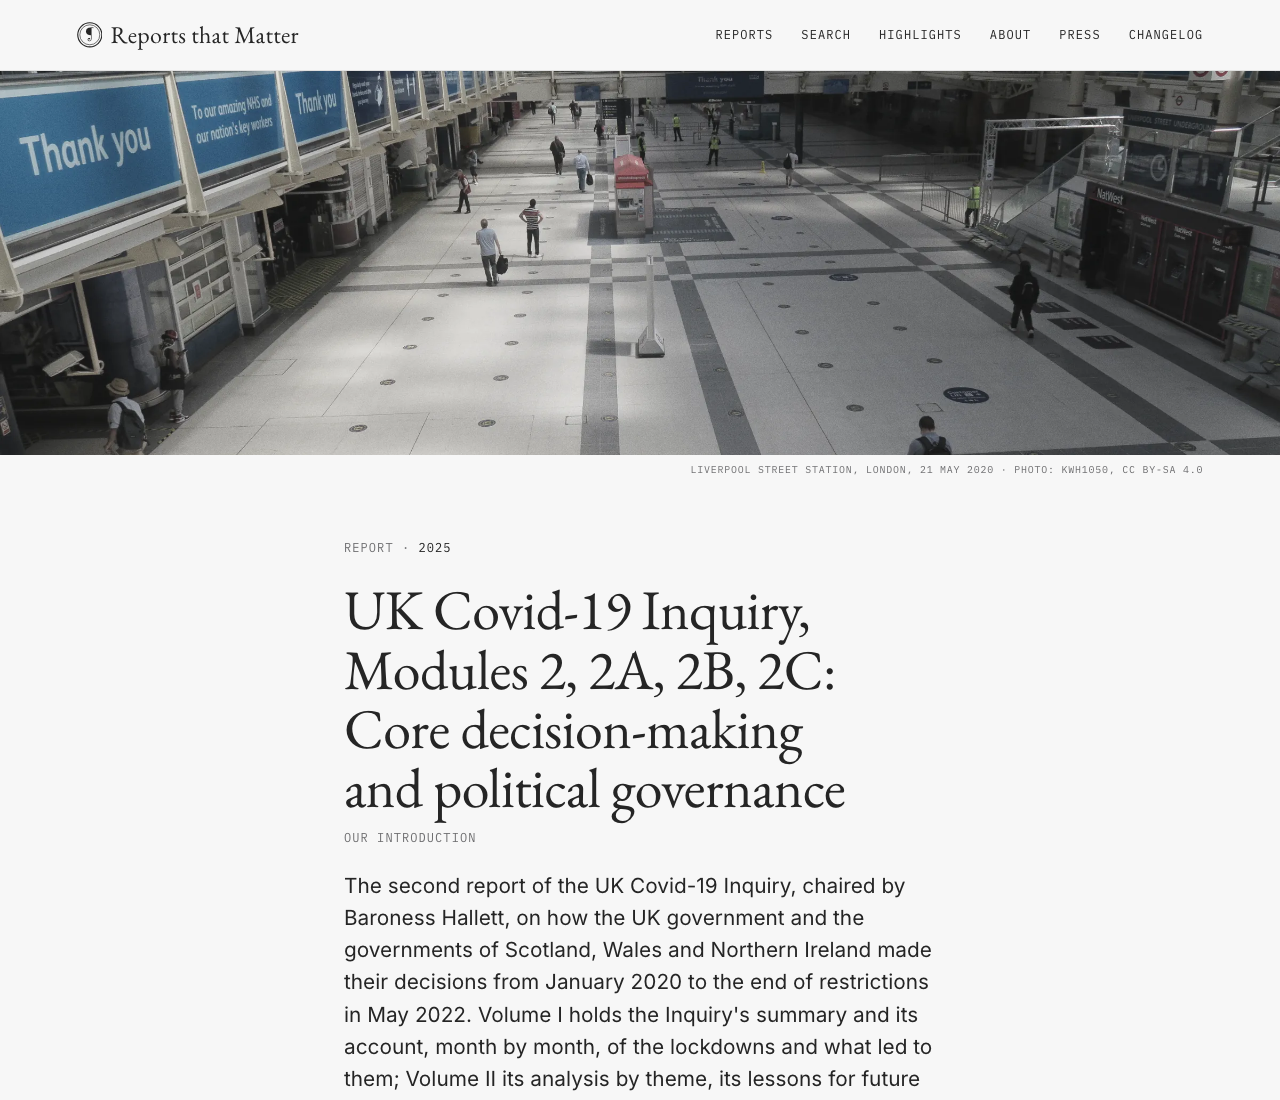 Reports that Matter
REPORTS SEARCH HIGHLIGHTS ABOUT PRESS CHANGELOG
Thank you
To our amazing NHS and
our nation's key workers
Thank you
Thank you
NatWest
NatWest
NatWest
LIVERPOOL STREET STATION, LONDON, 21 MAY 2020 · PHOTO: KWH1050, CC BY-SA 4.0
REPORT · 2025
UK Covid-19 Inquiry,
Modules 2, 2A, 2B, 2C:
Core decision-making
and political governance
OUR INTRODUCTION
The second report of the UK Covid-19 Inquiry, chaired by
Baroness Hallett, on how the UK government and the
governments of Scotland, Wales and Northern Ireland made
their decisions from January 2020 to the end of restrictions
in May 2022. Volume I holds the Inquiry's summary and its
account, month by month, of the lockdowns and what led to
them; Volume II its analysis by theme, its lessons for future